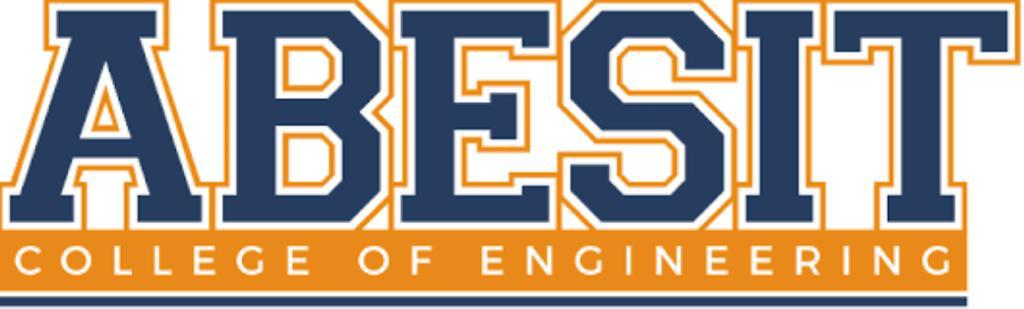 ABESIT
COLLEGE OF ENGINEERING